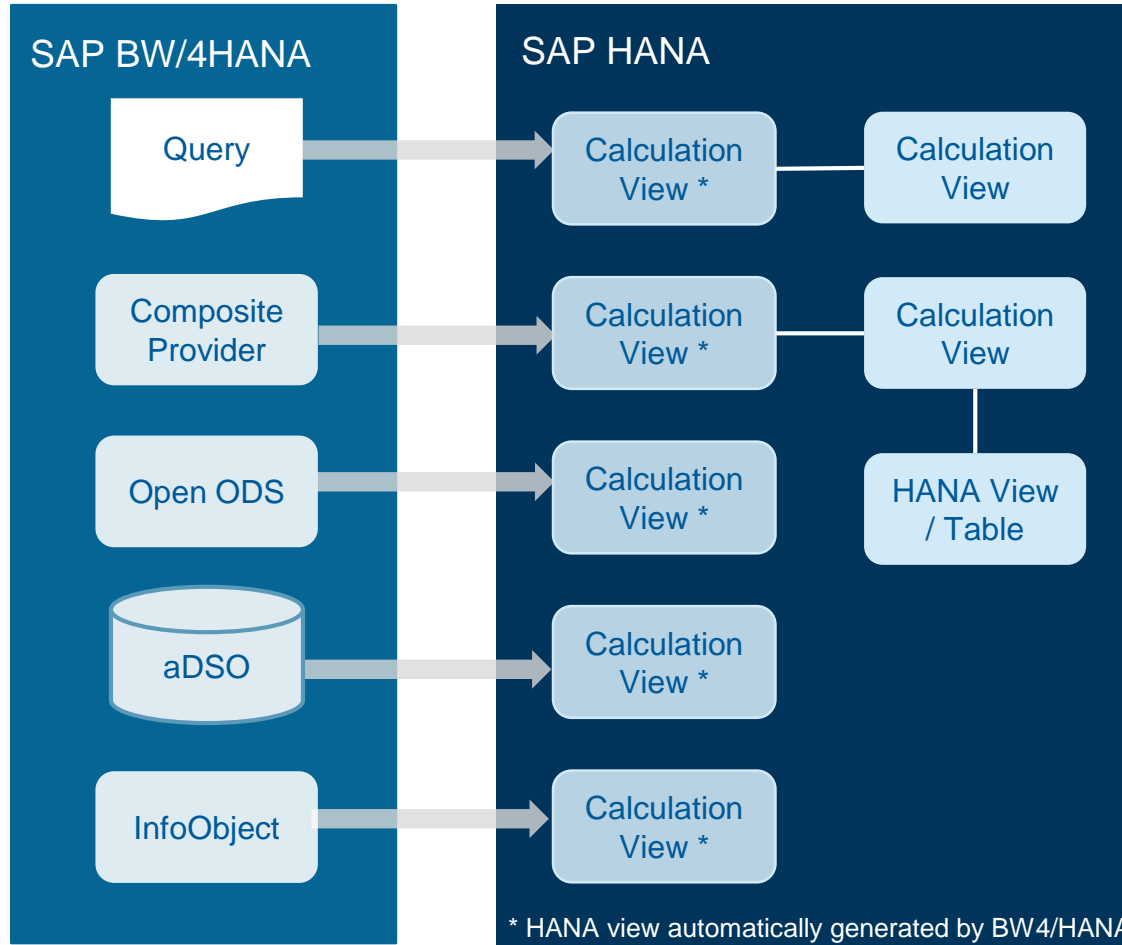 SAP BW/4HANA
SAP HANA
Query
Calculation
View *
Calculation
View
Composite
Provider
Calculation
View *
Calculation
View
Open ODS
Calculation
View *
HANA View
/ Table
aDSO
Calculation
View *
InfoObject
Calculation
View *
* HANA view automatically generated by BW4/HANA